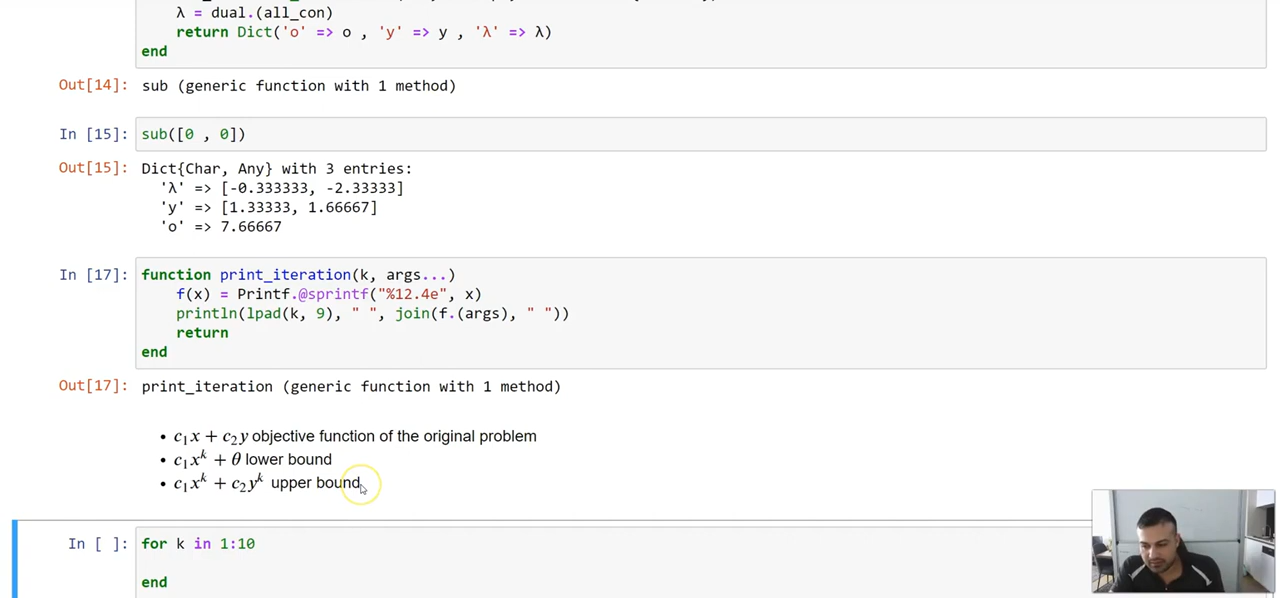 λ = dual.(all_con)
return Dict('o' => o , 'y' => y , 'λ' => λ)
end
Out[14]: sub (generic function with 1 method)
In [15]: sub([0 , 0])
Out[15]: Dict{Char, Any} with 3 entries:
'λ' => [-0.333333, -2.33333]
'y' => [1.33333, 1.66667]
'o' => 7.66667
In [17]: function print_iteration(k, args...)
f(x) = Printf.@sprintf("%12.4e", x)
println(lpad(k, 9), " ", join(f.(args), " "))
return
end
Out[17]: print_iteration (generic function with 1 method)
• c₁x + c₂y objective function of the original problem
• c₁xᵏ + θ lower bound
• c₁xᵏ + c₂yᵏ upper bound
In [ ]: for k in 1:10
end